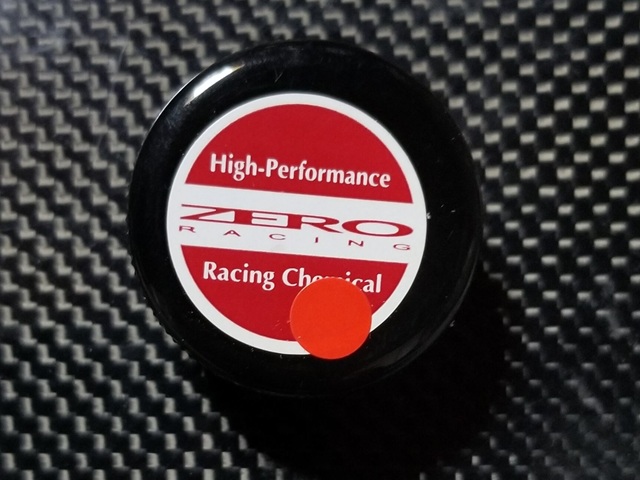 High-Performance
ZERO
RACING
Racing Chemical